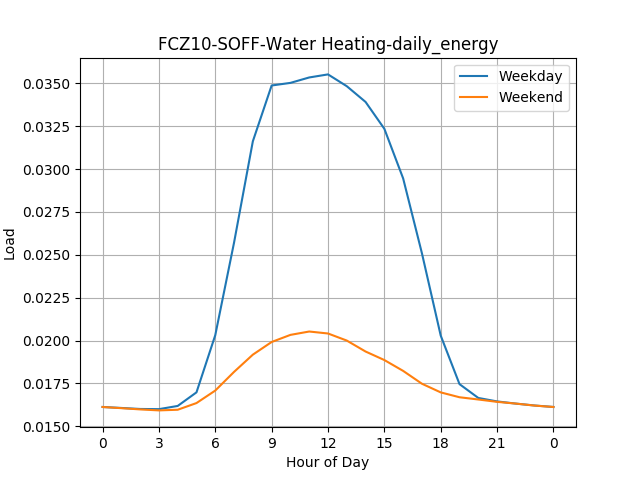 FCZ10-SOFF-Water Heating-daily_energy
Weekday
Weekend
Load
0.0350
0.0325
0.0300
0.0275
0.0250
0.0225
0.0200
0.0175
0.0150
0 3 6 9 12 15 18 21 0
Hour of Day